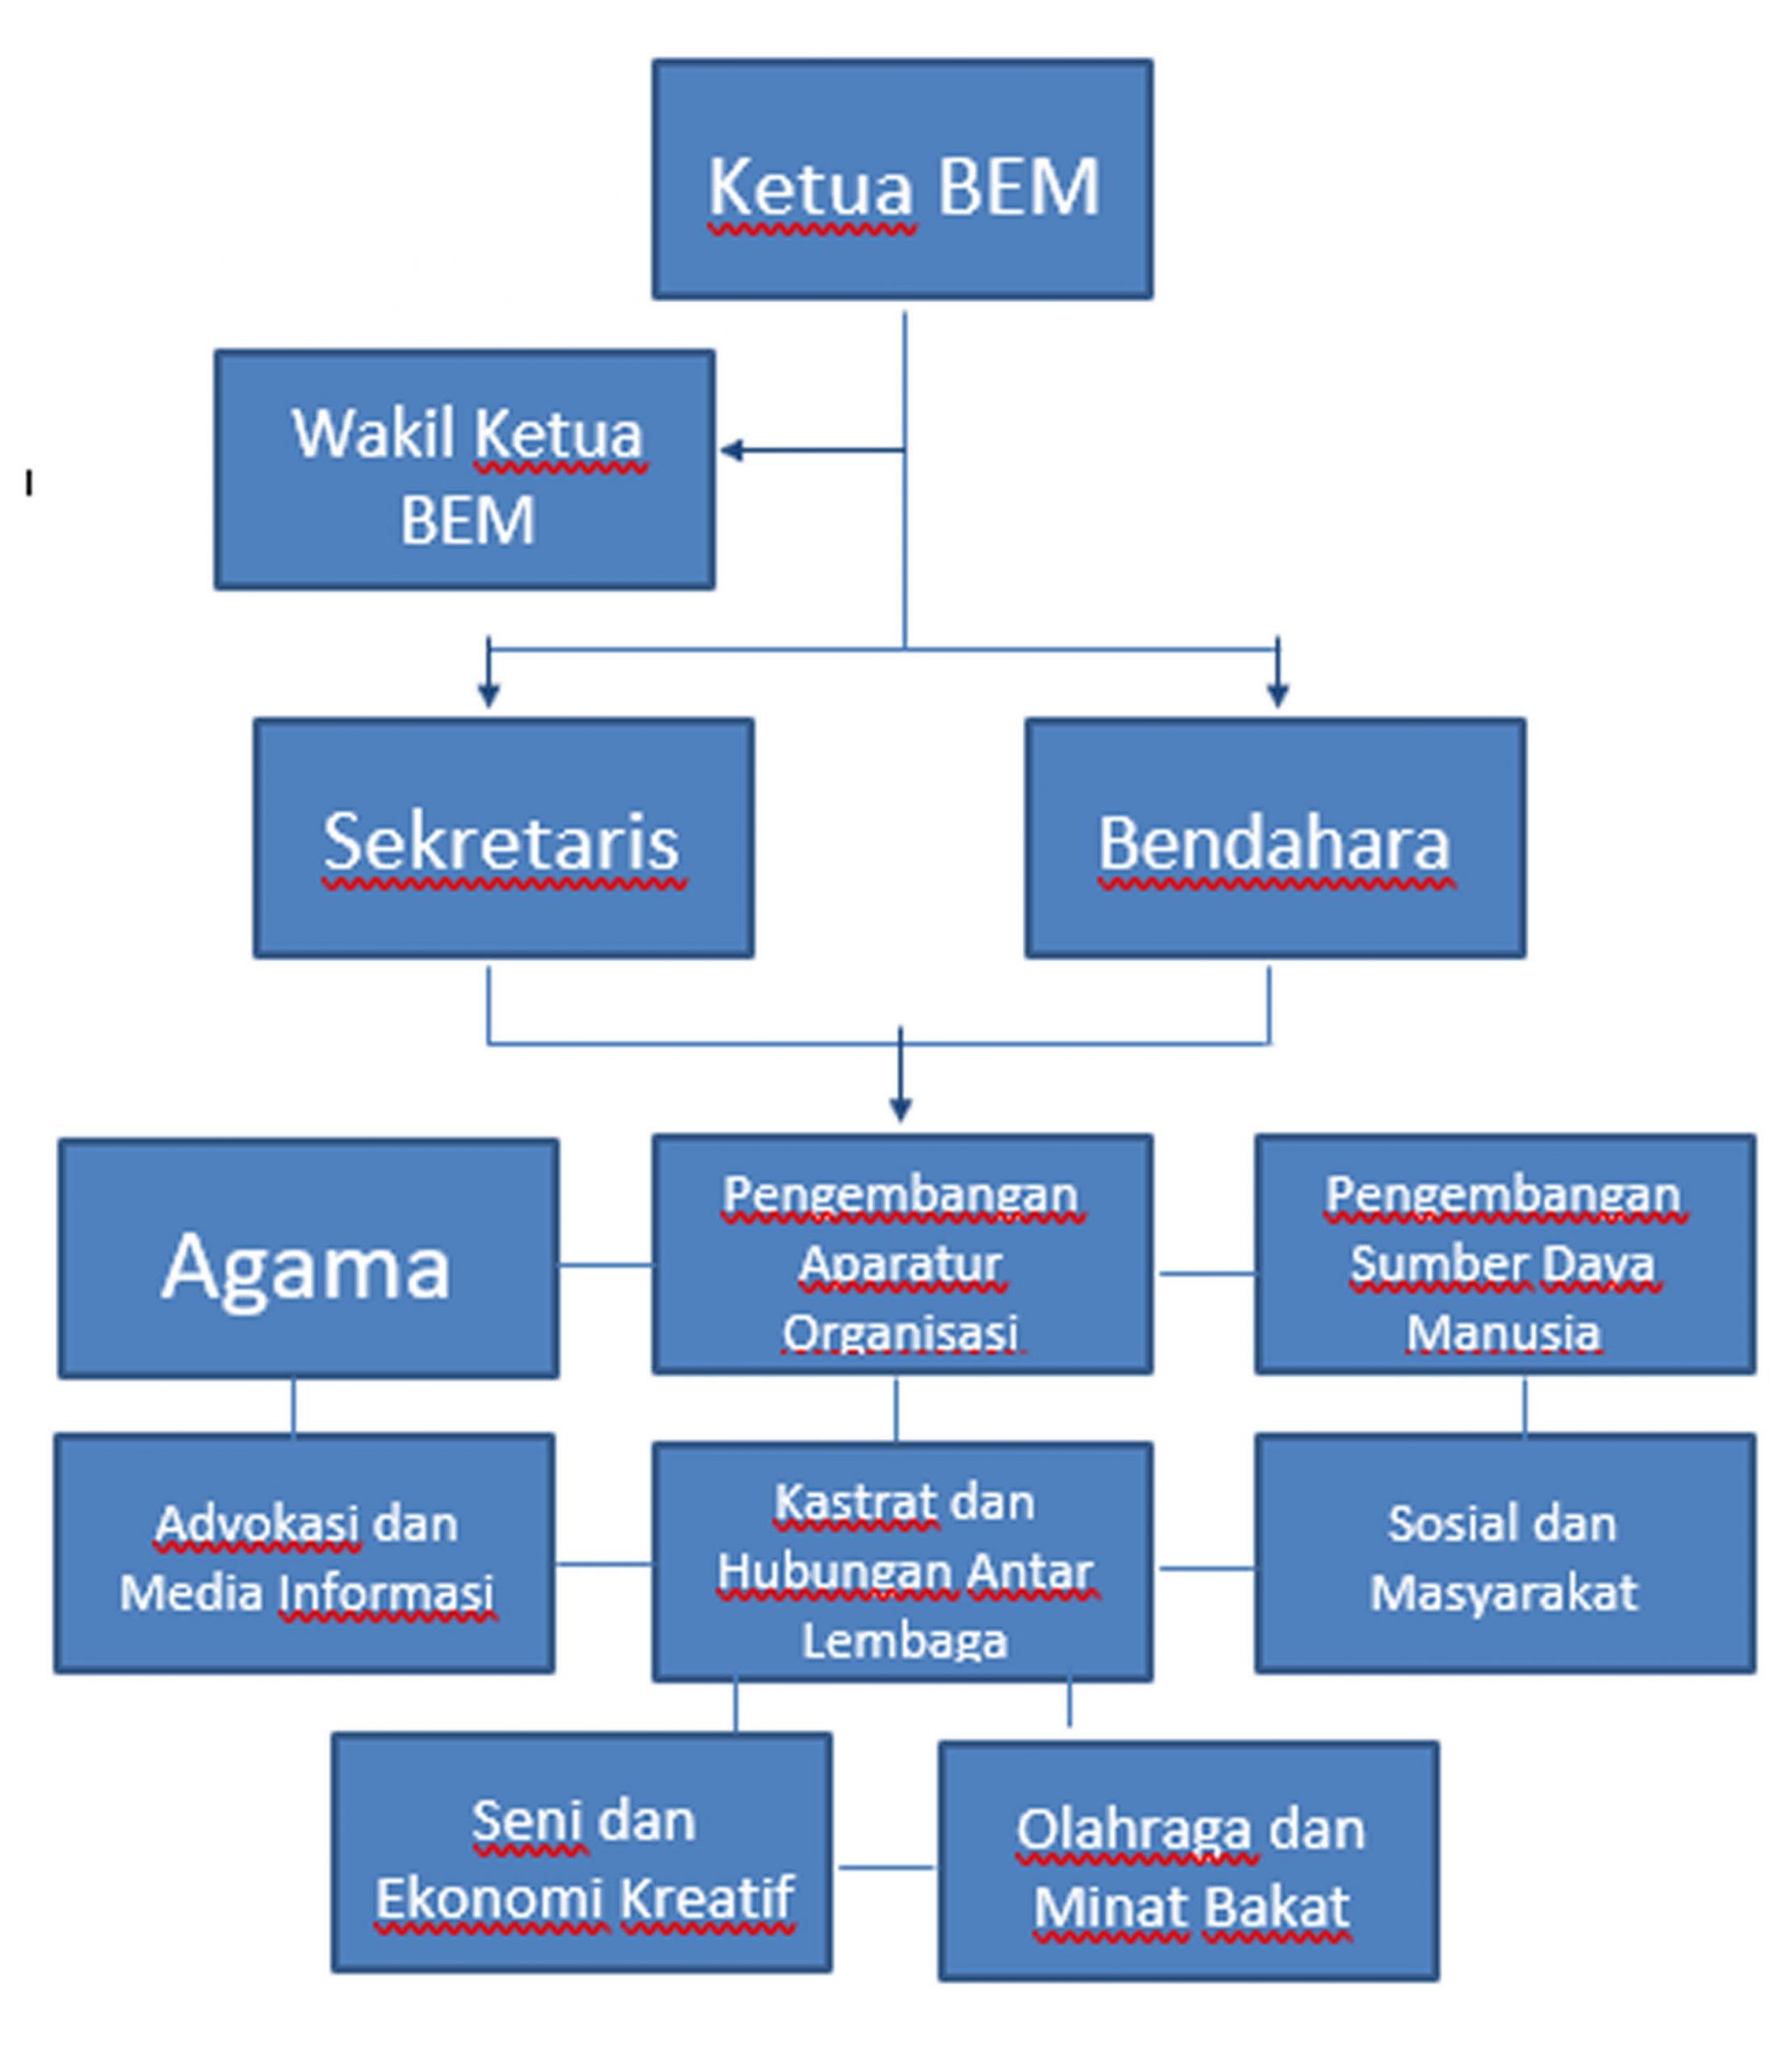 Ketua BEM
Wakil Ketua
BEM
Sekretaris
Bendahara
Agama
Pengembangan
Aparatur
Organisasi
Pengembangan
Sumber Daya
Manusia
Advokasi dan
Media Informasi
Kastrat dan
Hubungan Antar
Lembaga
Sosial dan
Masyarakat
Seni dan
Ekonomi Kreatif
Olahraga dan
Minat Bakat